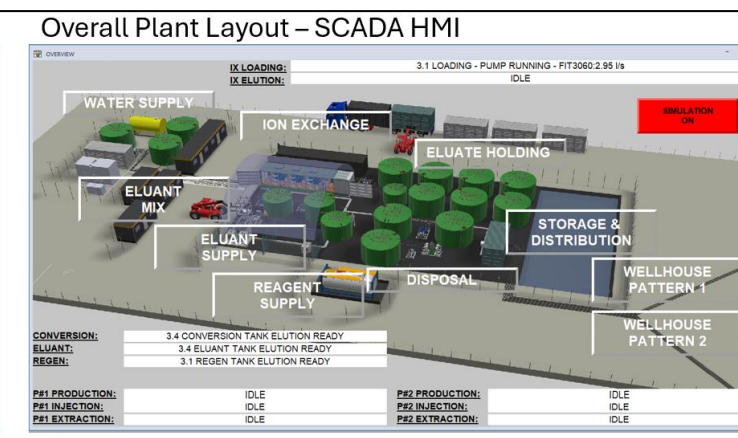 Overall Plant Layout – SCADA HMI
OVERVIEW
IX LOADING: 3.1 LOADING - PUMP RUNNING - FIT3060:2.95 l/s
IX ELUTION: IDLE
SIMULATION
ON
WATER SUPPLY
ION EXCHANGE
ELUATE HOLDING
ELUANT
MIX
ELUANT
SUPPLY
STORAGE &
DISTRIBUTION
REAGENT
SUPPLY
DISPOSAL
WELLHOUSE
PATTERN 1
WELLHOUSE
PATTERN 2
CONVERSION: 3.4 CONVERSION TANK ELUTION READY
ELUANT: 3.4 ELUANT TANK ELUTION READY
REGEN: 3.1 REGEN TANK ELUTION READY
P#1 PRODUCTION: IDLE P#2 PRODUCTION: IDLE
P#1 INJECTION: IDLE P#2 INJECTION: IDLE
P#1 EXTRACTION: IDLE P#2 EXTRACTION: IDLE